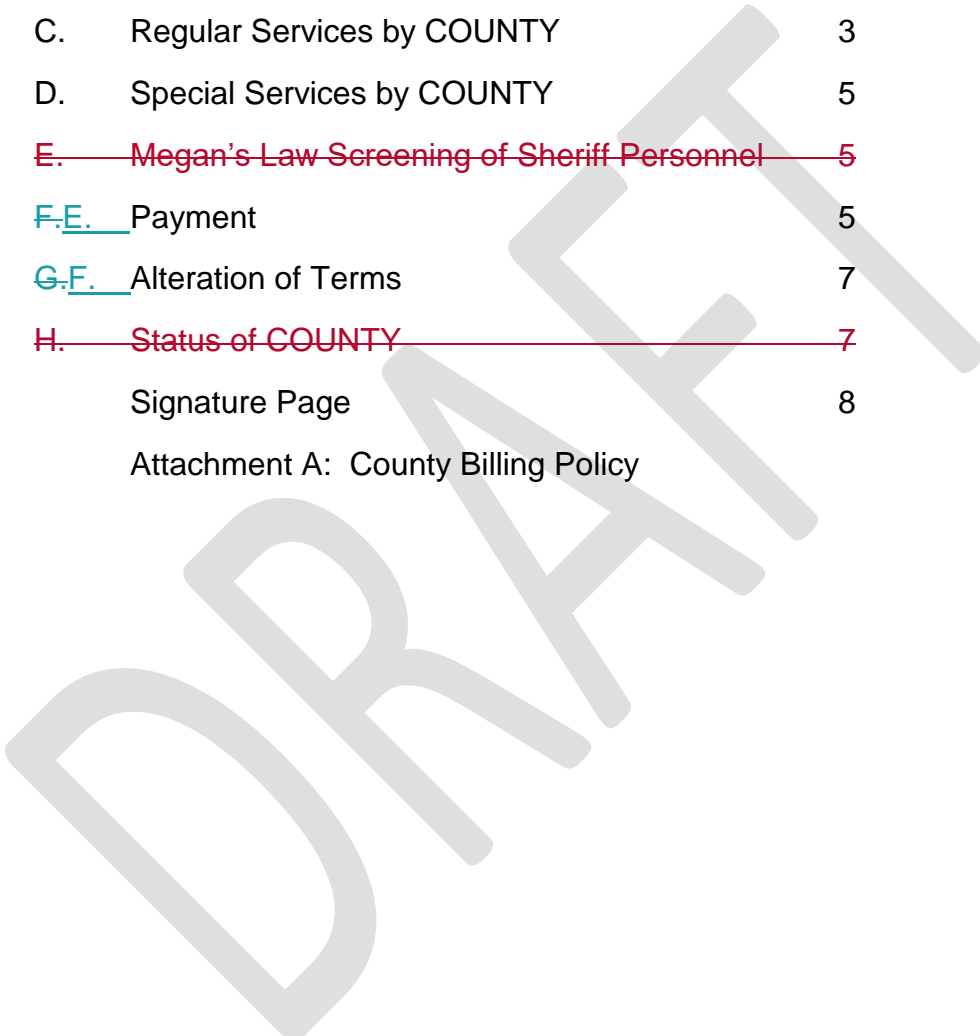 C. Regular Services by COUNTY 3
D. Special Services by COUNTY 5
E. Megan's Law Screening of Sheriff Personnel 5
F.E. Payment 5
G.F. Alteration of Terms 7
H. Status of COUNTY 7
Signature Page 8
Attachment A: County Billing Policy
DRAFT